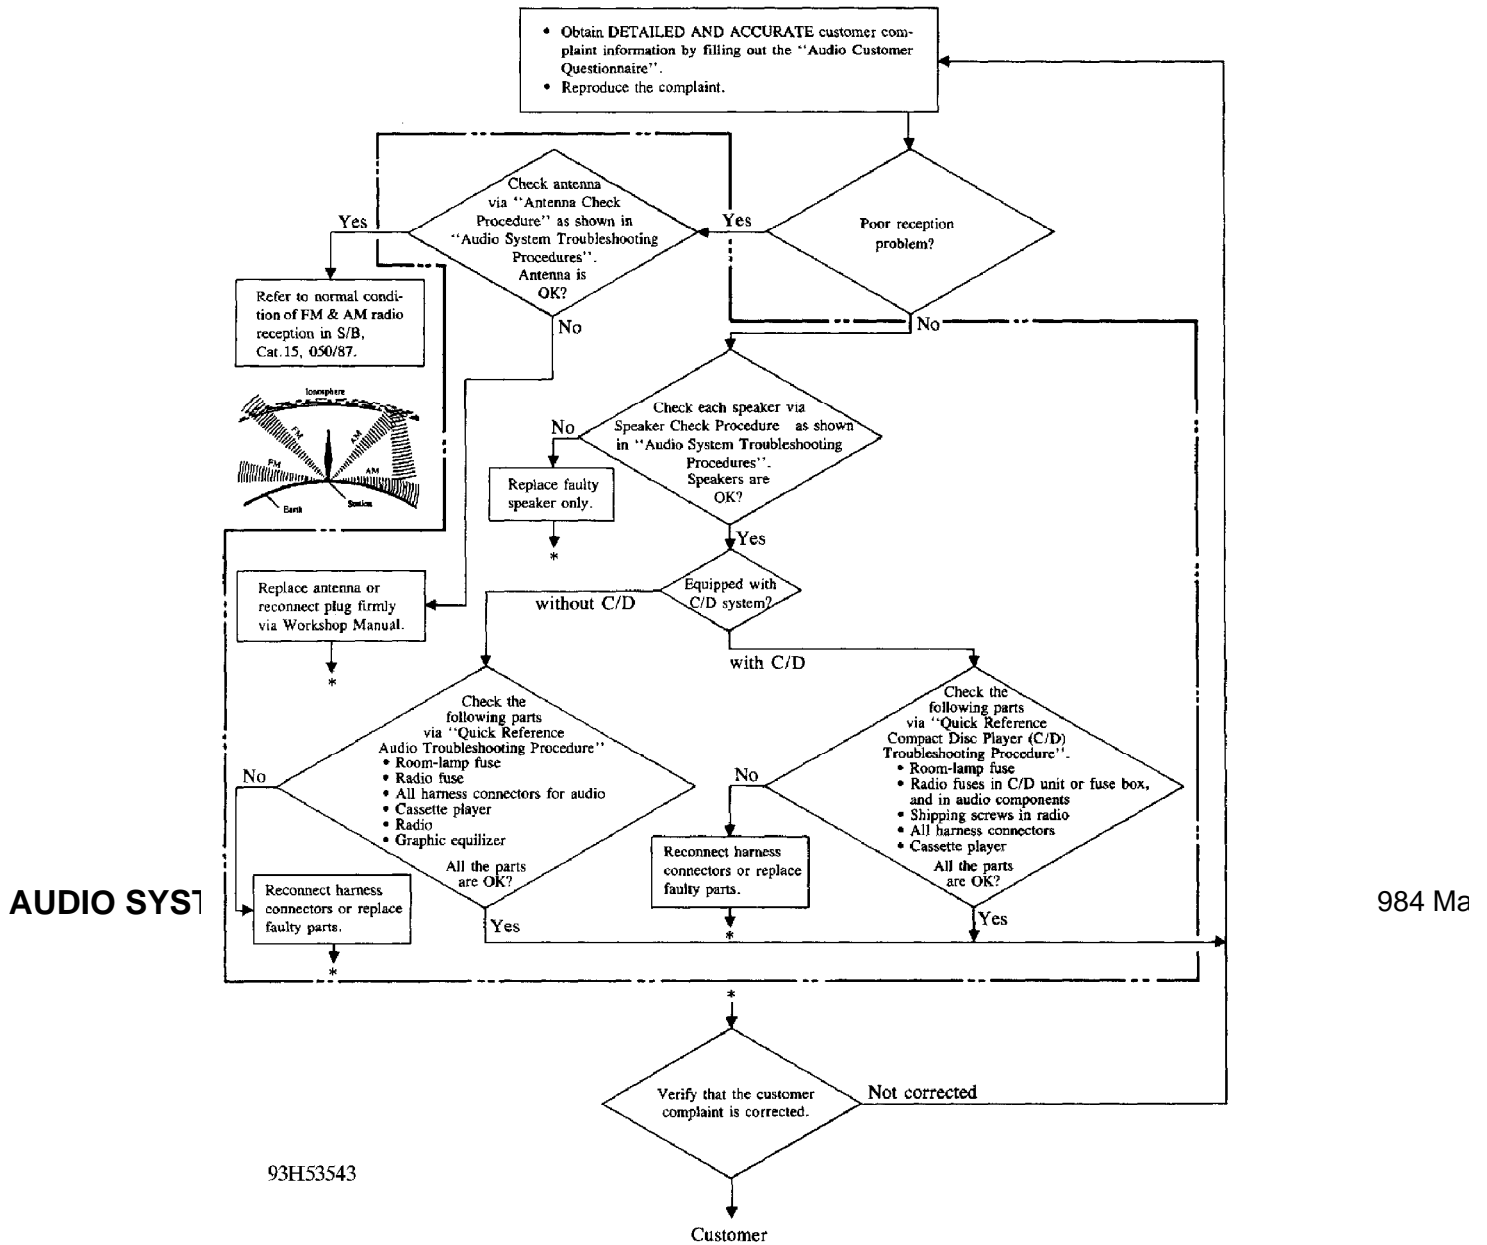 • Obtain DETAILED AND ACCURATE customer com-
plaint information by filling out the "Audio Customer
Questionnaire".
• Reproduce the complaint.
Poor reception
problem?
Yes
No
Check antenna
via "Antenna Check
Procedure" as shown in
"Audio System Troubleshooting
Procedures".
Antenna is
OK?
Yes
No
Refer to normal condi-
tion of FM & AM radio
reception in S/B,
Cat.15, 050/87.
Ionosphere
FM
AM
FM
AM
Earth
Station
Check each speaker via
Speaker Check Procedure as shown
in "Audio System Troubleshooting
Procedures".
Speakers are
OK?
No
Replace faulty
speaker only.
*
Yes
Equipped with
C/D system?
without C/D
with C/D
Replace antenna or
reconnect plug firmly
via Workshop Manual.
*
Check the
following parts
via "Quick Reference
Audio Troubleshooting Procedure"
• Room-lamp fuse
• Radio fuse
• All harness connectors for audio
• Cassette player
• Radio
• Graphic equilizer
All the parts
are OK?
No
Reconnect harness
connectors or replace
faulty parts.
*
Yes
Check the
following parts
via "Quick Reference
Compact Disc Player (C/D)
Troubleshooting Procedure".
• Room-lamp fuse
• Radio fuses in C/D unit or fuse box,
and in audio components
• Shipping screws in radio
• All harness connectors
• Cassette player
All the parts
are OK?
No
Reconnect harness
connectors or replace
faulty parts.
*
Yes
AUDIO SYST
984 Ma
*
Verify that the customer
complaint is corrected.
Not corrected
93H53543
Customer